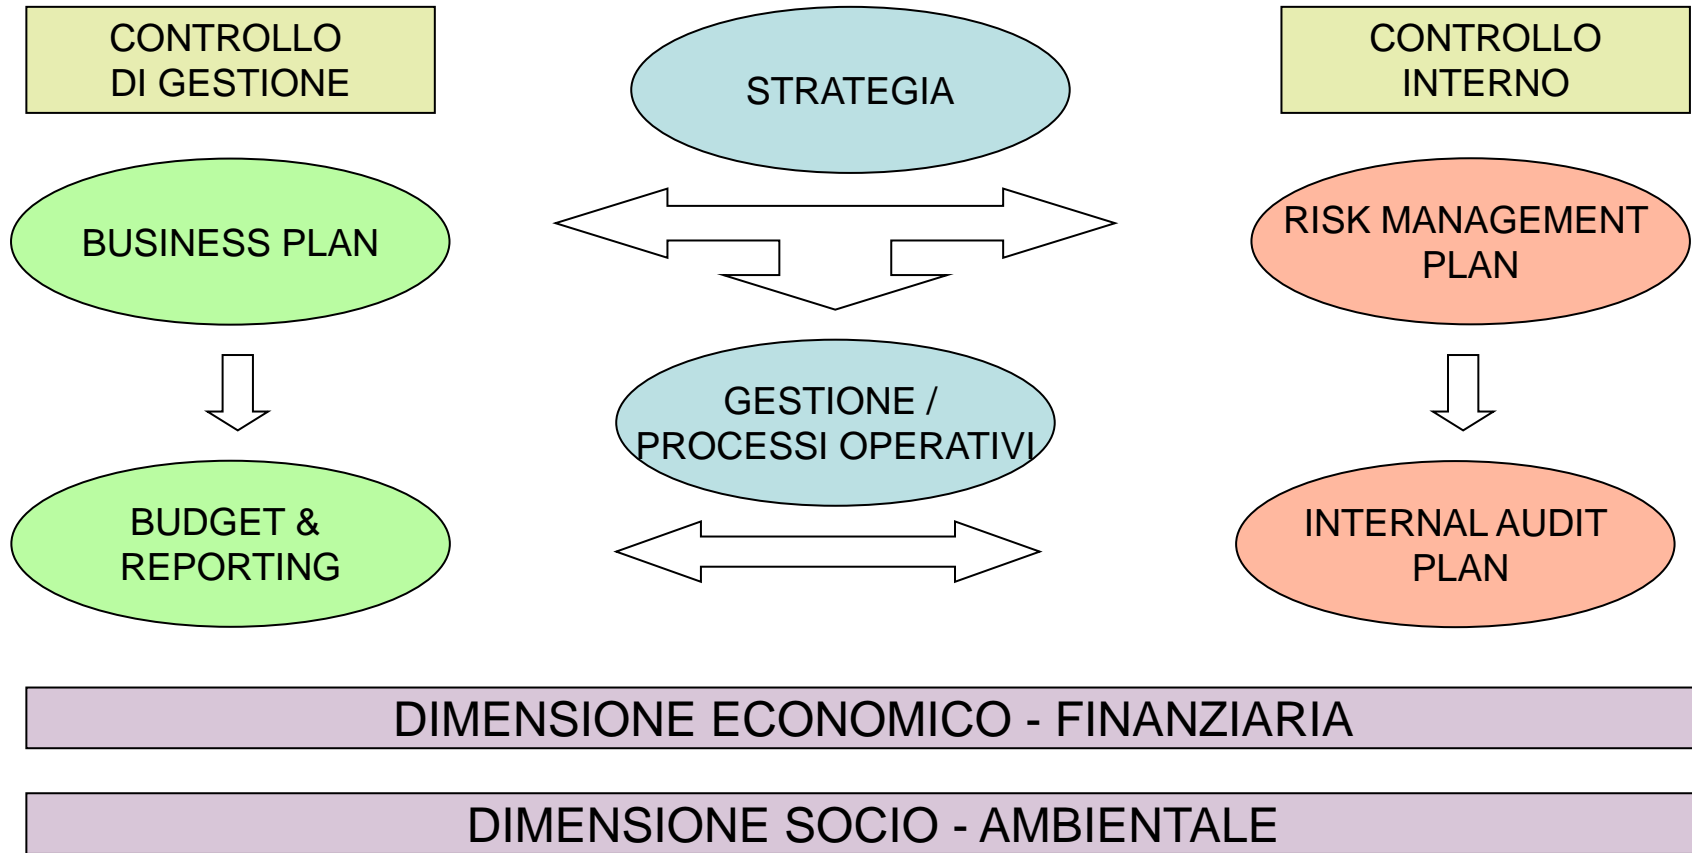 CONTROLLO
DI GESTIONE
STRATEGIA
CONTROLLO
INTERNO
BUSINESS PLAN
RISK MANAGEMENT
PLAN
GESTIONE /
PROCESSI OPERATIVI
BUDGET &
REPORTING
INTERNAL AUDIT
PLAN
DIMENSIONE ECONOMICO - FINANZIARIA
DIMENSIONE SOCIO - AMBIENTALE